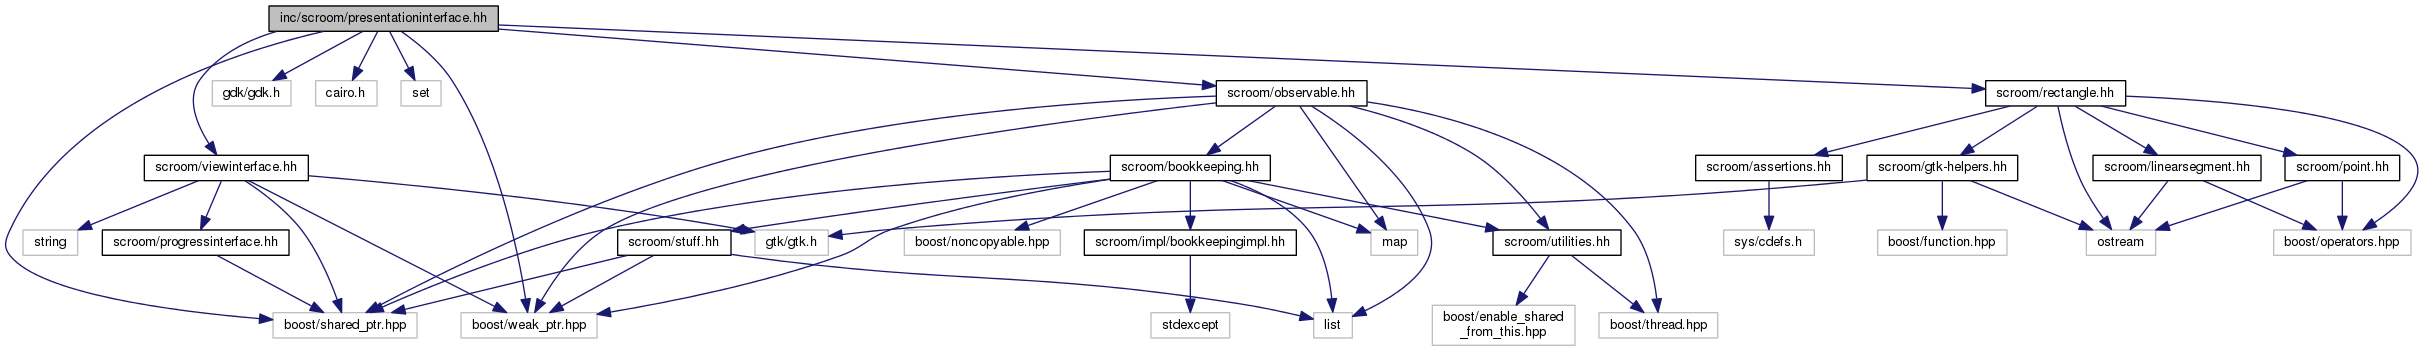 inc/scroom/presentationinterface.hh
gdk/gdk.h
cairo.h
set
scroom/observable.hh
scroom/rectangle.hh
scroom/viewinterface.hh
scroom/bookkeeping.hh
scroom/assertions.hh
scroom/gtk-helpers.hh
scroom/linearsegment.hh
scroom/point.hh
string
scroom/progressinterface.hh
scroom/stuff.hh
gtk/gtk.h
boost/noncopyable.hpp
scroom/impl/bookkeepingimpl.hh
map
scroom/utilities.hh
sys/cdefs.h
boost/function.hpp
ostream
boost/operators.hpp
boost/shared_ptr.hpp
boost/weak_ptr.hpp
stdexcept
list
boost/enable_shared
_from_this.hpp
boost/thread.hpp